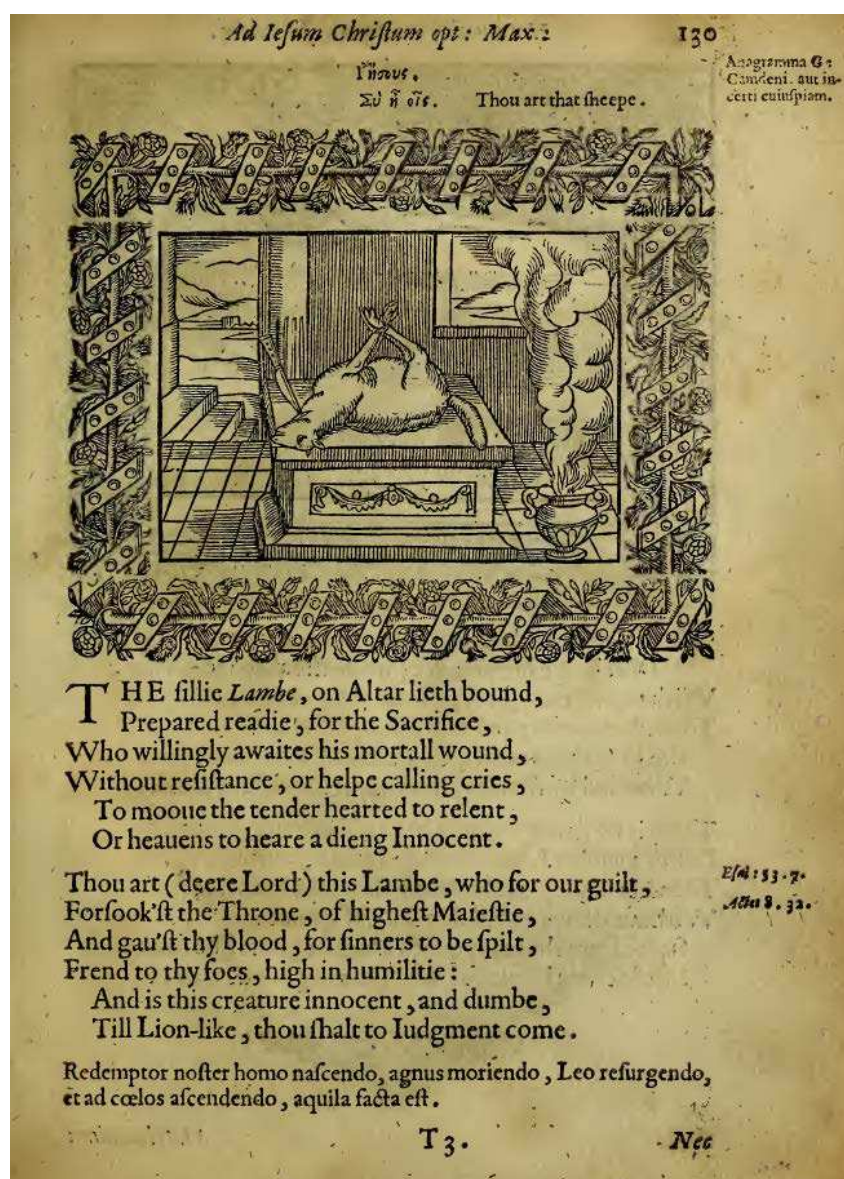 Ad Iesum Christum opt: Max:
130
Ἰησους.
Σὺ ἦ οἶς. Thou art that sheepe.
Anagramma G:
Camdeni. aut in-
certi cuiuspiam.
THE sillie Lambe, on Altar lieth bound,
Prepared readie, for the Sacrifice,
Who willingly awaites his mortall wound,
Without resistance, or helpe calling cries,
To mooue the tender hearted to relent,
Or heauens to heare a dieng Innocent.
Thou art (deere Lord) this Lambe, who for our guilt,
Esai: 53. 7.
Forsook'st the Throne, of highest Maiestie,
Actes 8. 32.
And gau'st thy blood, for sinners to be spilt,
Frend to thy foes, high in humilitie:
And is this creature innocent, and dumbe,
Till Lion-like, thou shalt to Iudgment come.
Redemptor noster homo nascendo, agnus moriendo, Leo resurgendo,
et ad cœlos ascendendo, aquila facta est.
T3.
Nec